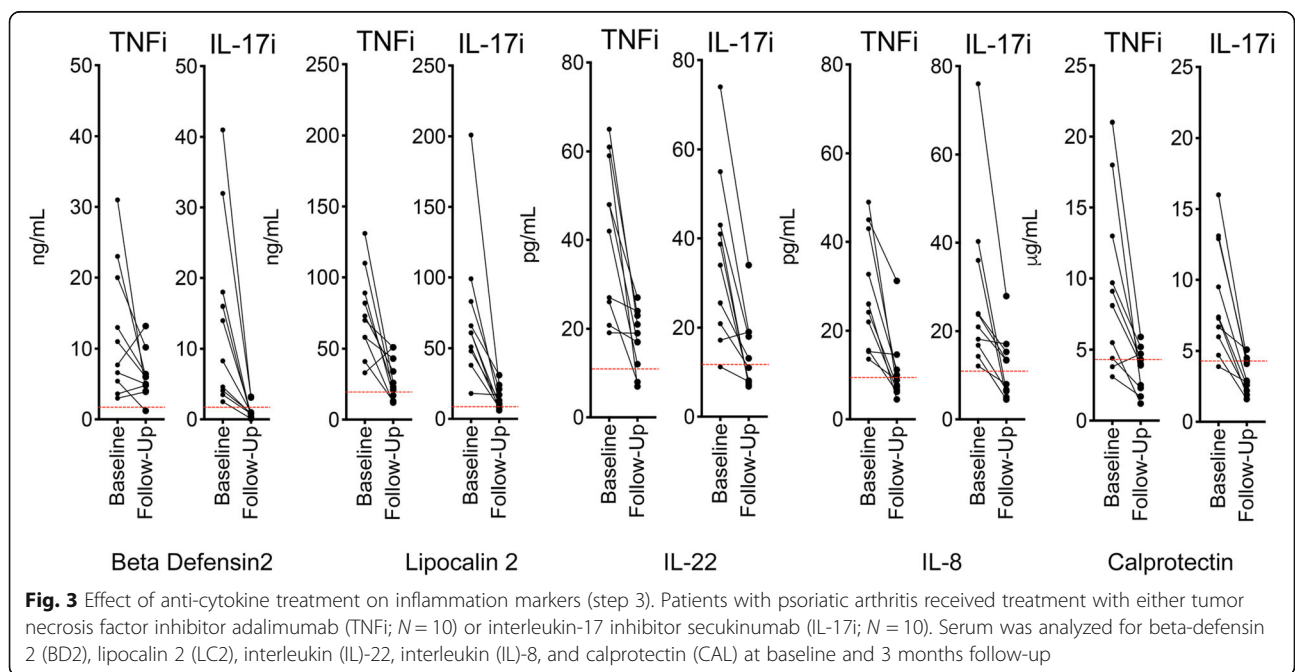 TNFi IL-17i TNFi IL-17i TNFi IL-17i TNFi IL-17i TNFi IL-17i
ng/mL
50
40
30
20
10
0
50
40
30
20
10
0
ng/mL
250
200
150
100
50
0
250
200
150
100
50
0
pg/mL
80
60
40
20
0
80
60
40
20
0
pg/mL
80
60
40
20
0
80
60
40
20
0
µg/mL
25
20
15
10
5
0
25
20
15
10
5
0
Baseline
Follow-Up
Baseline
Follow-Up
Baseline
Follow-Up
Baseline
Follow-Up
Baseline
Follow-Up
Baseline
Follow-Up
Baseline
Follow-Up
Baseline
Follow-Up
Baseline
Follow-Up
Baseline
Follow-Up
Beta Defensin2 Lipocalin 2 IL-22 IL-8 Calprotectin
Fig. 3 Effect of anti-cytokine treatment on inflammation markers (step 3). Patients with psoriatic arthritis received treatment with either tumor
necrosis factor inhibitor adalimumab (TNFi; N = 10) or interleukin-17 inhibitor secukinumab (IL-17i; N = 10). Serum was analyzed for beta-defensin
2 (BD2), lipocalin 2 (LC2), interleukin (IL)-22, interleukin (IL)-8, and calprotectin (CAL) at baseline and 3 months follow-up